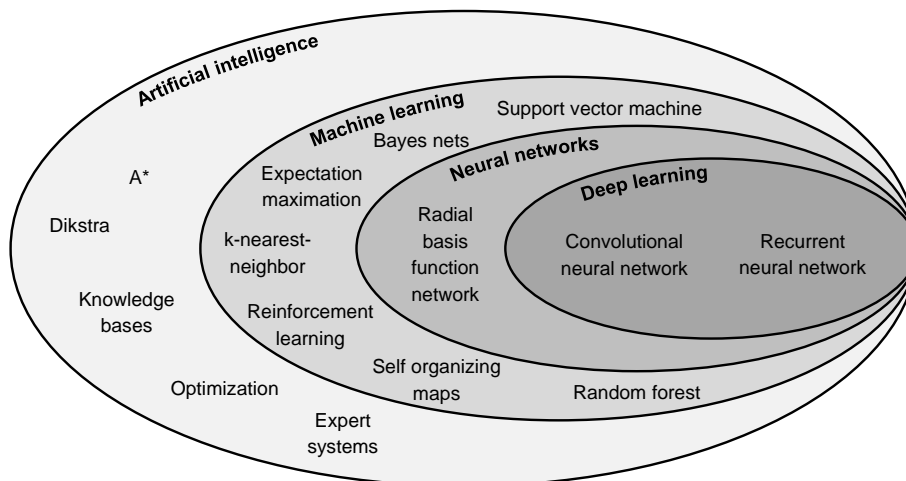 Artificial intelligence
Machine learning
Support vector machine
Bayes nets
Neural networks
Expectation
maximation
Deep learning
A*
Dikstra
k-nearest-
neighbor
Radial
basis
function
network
Convolutional
neural network
Recurrent
neural network
Knowledge
bases
Reinforcement
learning
Self organizing
maps
Optimization
Random forest
Expert
systems